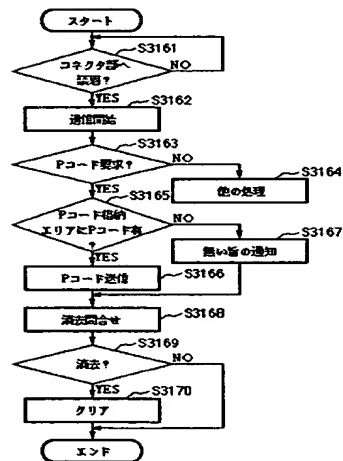 スタート
S3161
コネクタ部へ
装着?
NO
YES
S3162
通信開始
S3163
Pコード要求?
NO
YES
S3164
他の処理
S3165
Pコード格納
エリアにPコード有
?
NO
YES
S3167
無い旨の通知
Pコード送信
S3166
消去問合せ
S3168
S3169
消去?
NO
YES
S3170
クリア
エンド